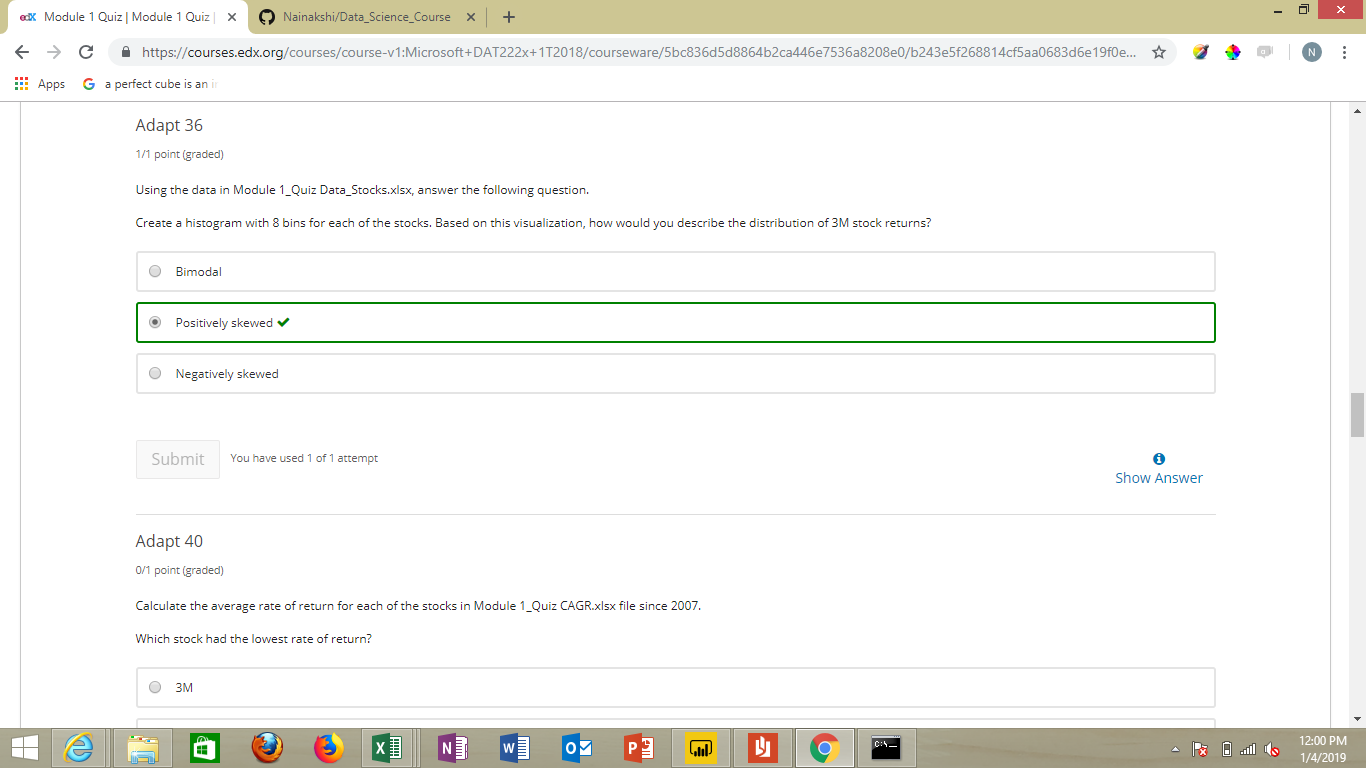 edX Module 1 Quiz | Module 1 Quiz |
Nainakshi/Data_Science_Course
https://courses.edx.org/courses/course-v1:Microsoft+DAT222x+1T2018/courseware/5bc836d5d8864b2ca446e7536a8208e0/b243e5f268814cf5aa0683d6e19f0e...
N
Apps
G a perfect cube is an in
Adapt 36
1/1 point (graded)
Using the data in Module 1_Quiz Data_Stocks.xlsx, answer the following question.
Create a histogram with 8 bins for each of the stocks. Based on this visualization, how would you describe the distribution of 3M stock returns?
Bimodal
Positively skewed
Negatively skewed
Submit
You have used 1 of 1 attempt
Show Answer
Adapt 40
0/1 point (graded)
Calculate the average rate of return for each of the stocks in Module 1_Quiz CAGR.xlsx file since 2007.
Which stock had the lowest rate of return?
3M
12:00 PM
1/4/2019